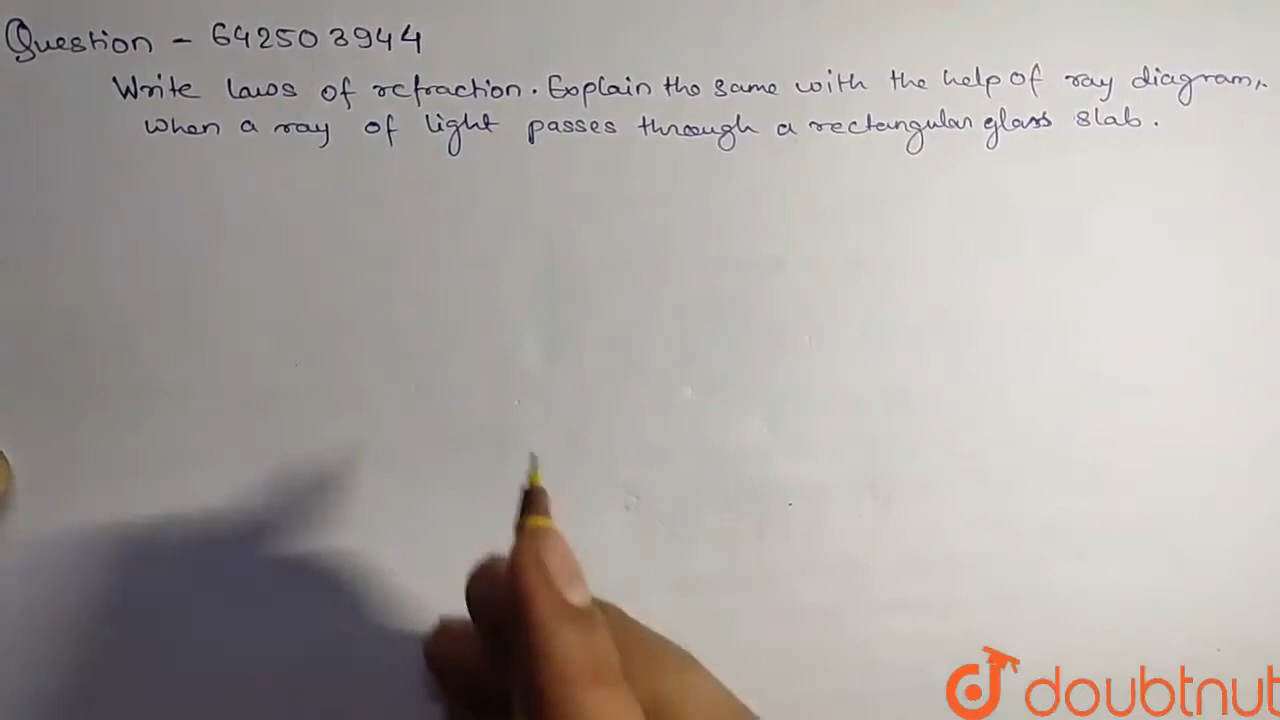 Question - 642503944
Write laws of refraction. Explain the same with the help of ray diagram,
when a ray of light passes through a rectangular glass slab.
doubtnut